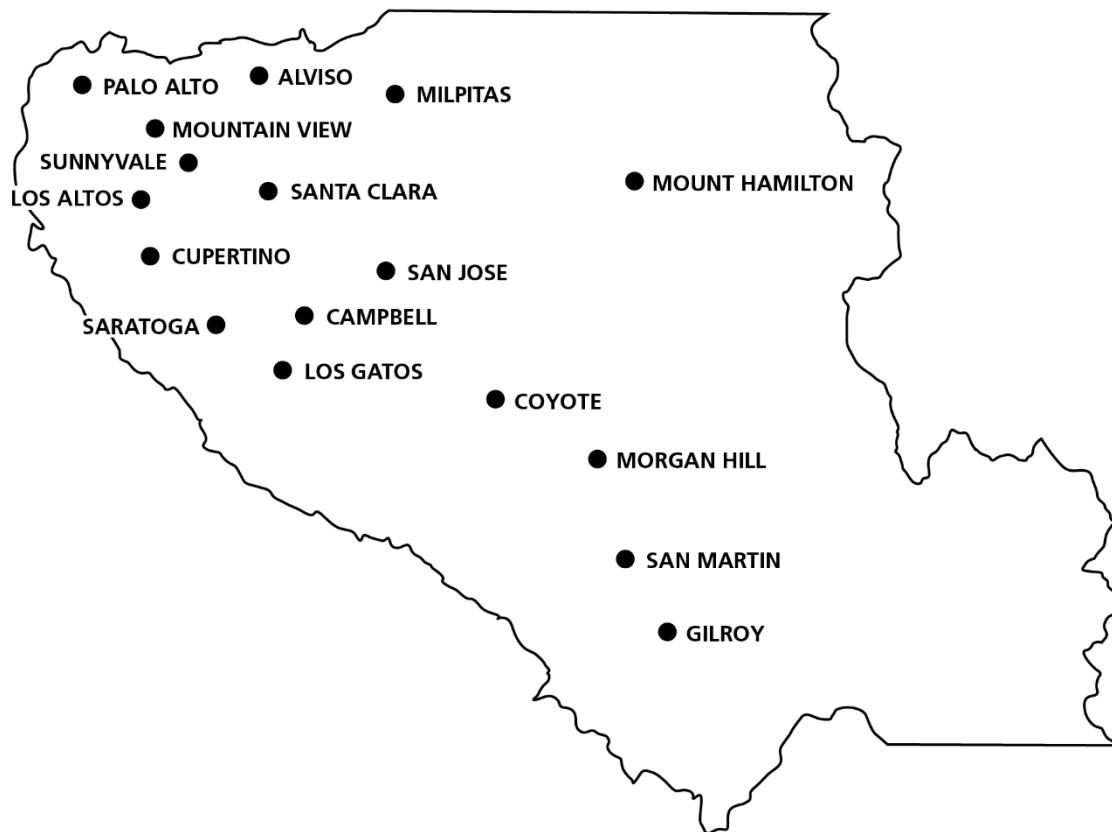 ALVISO
PALO ALTO
MILPITAS
MOUNTAIN VIEW
SUNNYVALE
MOUNT HAMILTON
SANTA CLARA
LOS ALTOS
CUPERTINO
SAN JOSE
CAMPBELL
SARATOGA
LOS GATOS
COYOTE
MORGAN HILL
SAN MARTIN
GILROY